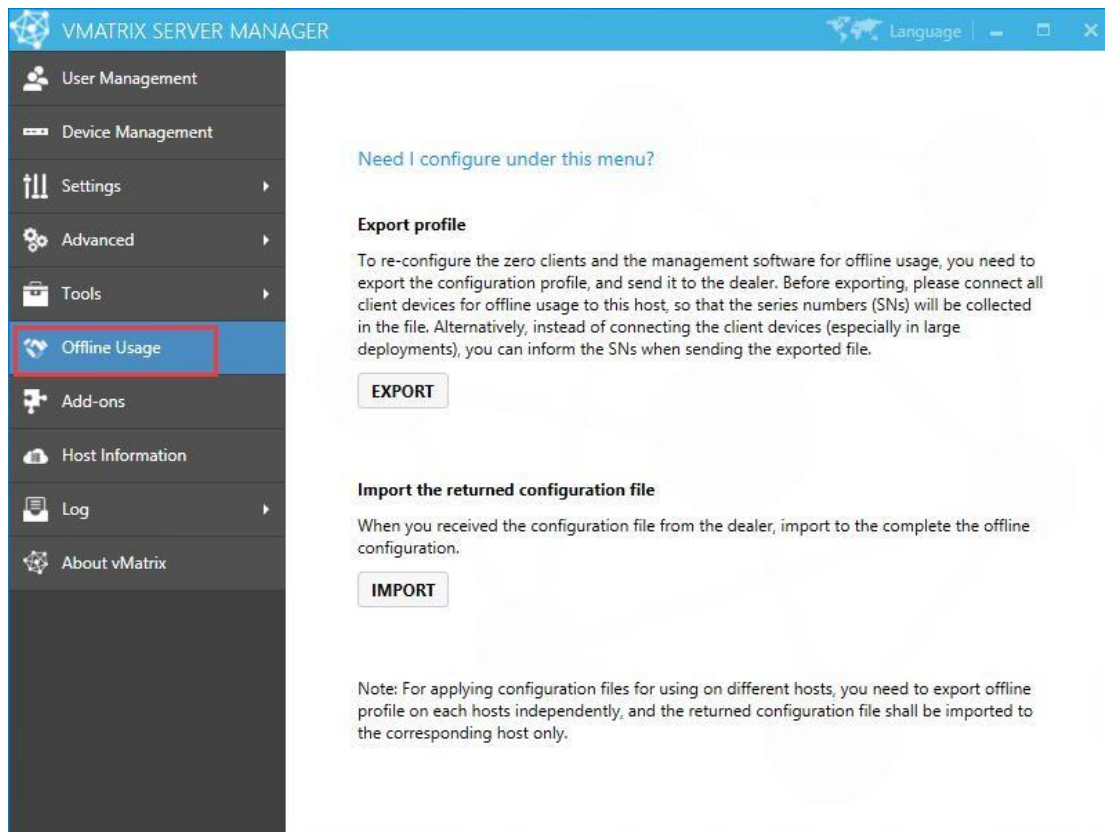 VMATRIX SERVER MANAGER
Language
User Management
Device Management
Settings
Advanced
Tools
Offline Usage
Add-ons
Host Information
Log
About vMatrix
Need I configure under this menu?
Export profile
To re-configure the zero clients and the management software for offline usage, you need to
export the configuration profile, and send it to the dealer. Before exporting, please connect all
client devices for offline usage to this host, so that the series numbers (SNs) will be collected
in the file. Alternatively, instead of connecting the client devices (especially in large
deployments), you can inform the SNs when sending the exported file.
EXPORT
Import the returned configuration file
When you received the configuration file from the dealer, import to the complete the offline
configuration.
IMPORT
Note: For applying configuration files for using on different hosts, you need to export offline
profile on each hosts independently, and the returned configuration file shall be imported to
the corresponding host only.